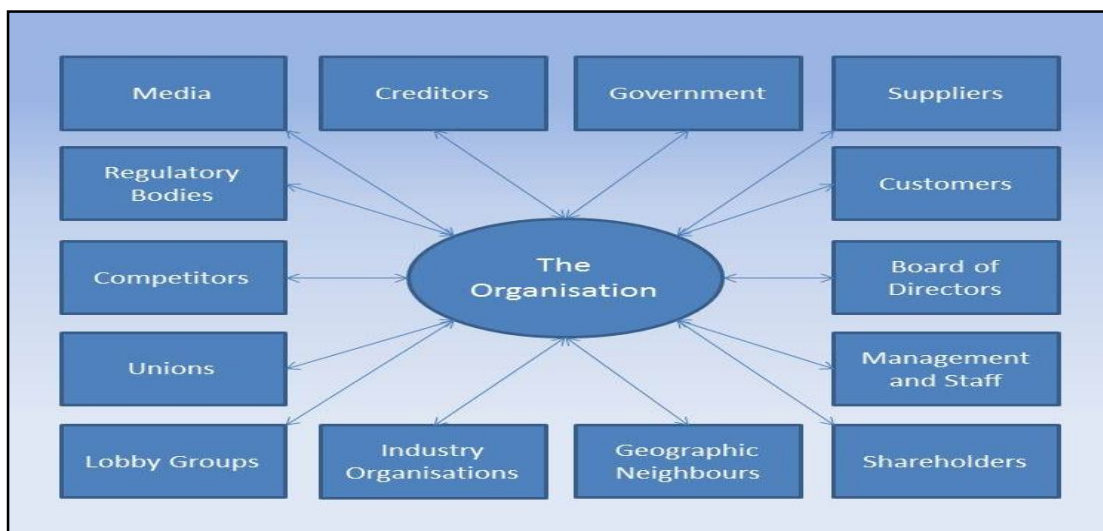 Media
Creditors
Government
Suppliers
Regulatory
Bodies
Customers
Competitors
The
Organisation
Board of
Directors
Unions
Management
and Staff
Lobby Groups
Industry
Organisations
Geographic
Neighbours
Shareholders